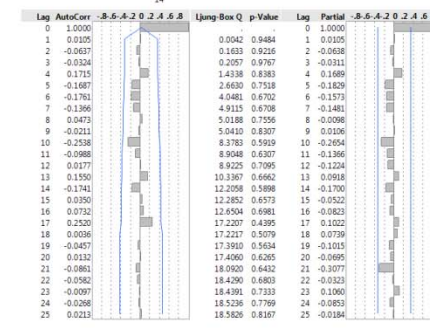 14
Lag AutoCorr -.8-.6-.4-.2 0 .2 .4 .6 .8 Ljung-Box Q p-Value Lag Partial -.8-.6-.4-.2 0 .2 .4 .6 .8
0 1.0000 . . 0 1.0000
1 0.0105 0.0042 0.9484 1 0.0105
2 -0.0637 0.1633 0.9216 2 -0.0638
3 -0.0324 0.2057 0.9767 3 -0.0311
4 0.1715 1.4338 0.8383 4 0.1689
5 -0.1687 2.6630 0.7518 5 -0.1829
6 -0.1761 4.0481 0.6702 6 -0.1573
7 -0.1366 4.9115 0.6708 7 -0.1481
8 0.0473 5.0188 0.7556 8 -0.0098
9 -0.0211 5.0410 0.8307 9 0.0106
10 -0.2538 8.3783 0.5919 10 -0.2654
11 -0.0988 8.9048 0.6307 11 -0.1366
12 0.0177 8.9225 0.7095 12 -0.1224
13 0.1550 10.3367 0.6662 13 0.0918
14 -0.1741 12.2058 0.5898 14 -0.1700
15 0.0350 12.2852 0.6573 15 -0.0522
16 0.0732 12.6504 0.6981 16 -0.0823
17 0.2520 17.2207 0.4395 17 0.1022
18 0.0036 17.2217 0.5079 18 0.0739
19 -0.0457 17.3910 0.5634 19 -0.1015
20 0.0132 17.4060 0.6265 20 -0.0695
21 -0.0861 18.0920 0.6432 21 -0.3077
22 -0.0582 18.4290 0.6803 22 -0.0323
23 -0.0097 18.4391 0.7333 23 0.1060
24 -0.0268 18.5236 0.7769 24 -0.0853
25 0.0213 18.5826 0.8167 25 -0.0184